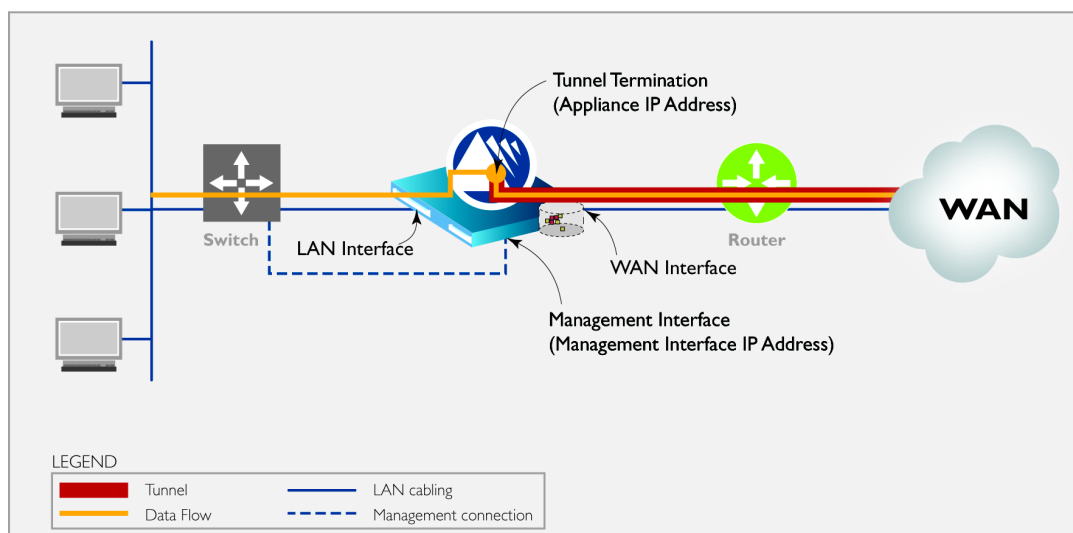 Tunnel Termination
(Appliance IP Address)
Switch
LAN Interface
Router
WAN
WAN Interface
Management Interface
(Management Interface IP Address)
LEGEND
Tunnel
LAN cabling
Data Flow
Management connection